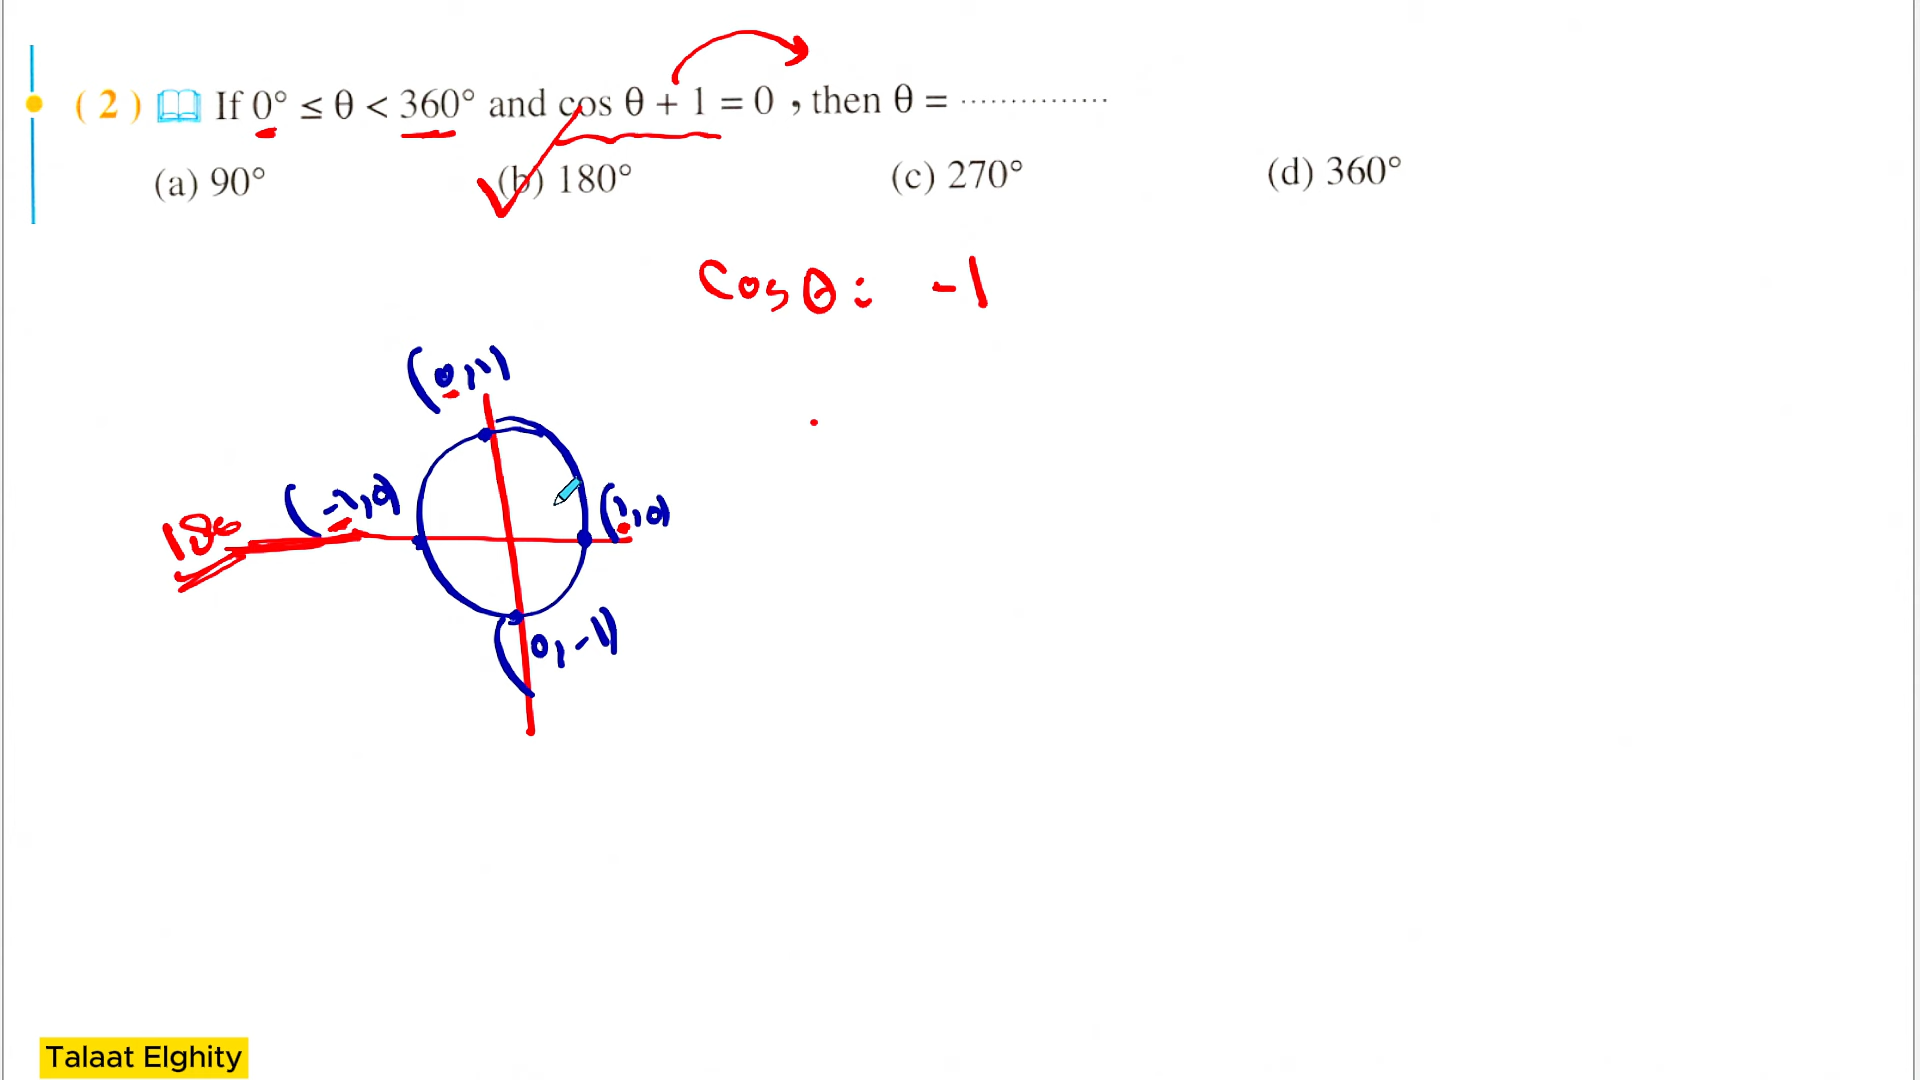 ( 2 ) If 0° ≤ θ < 360° and cos θ + 1 = 0 , then θ = ...............
(a) 90° (b) 180° (c) 270° (d) 360°
Cos θ = -1
(0,1)
(-1,0)
(1,0)
180
(0,-1)
Talaat Elghity